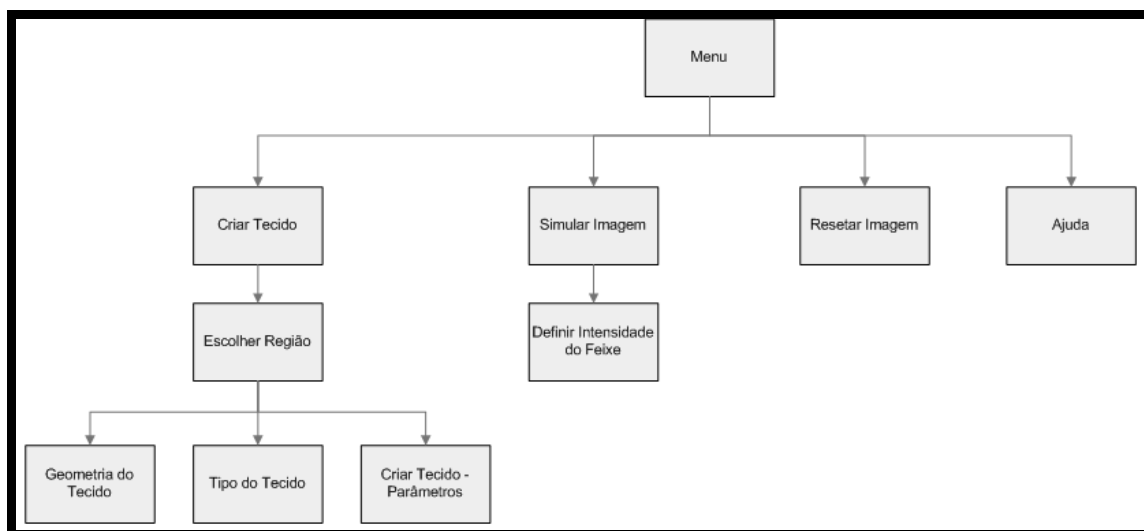 Menu
Criar Tecido
Simular Imagem
Resetar Imagem
Ajuda
Escolher Região
Definir Intensidade
do Feixe
Geometria do
Tecido
Tipo do Tecido
Criar Tecido -
Parâmetros